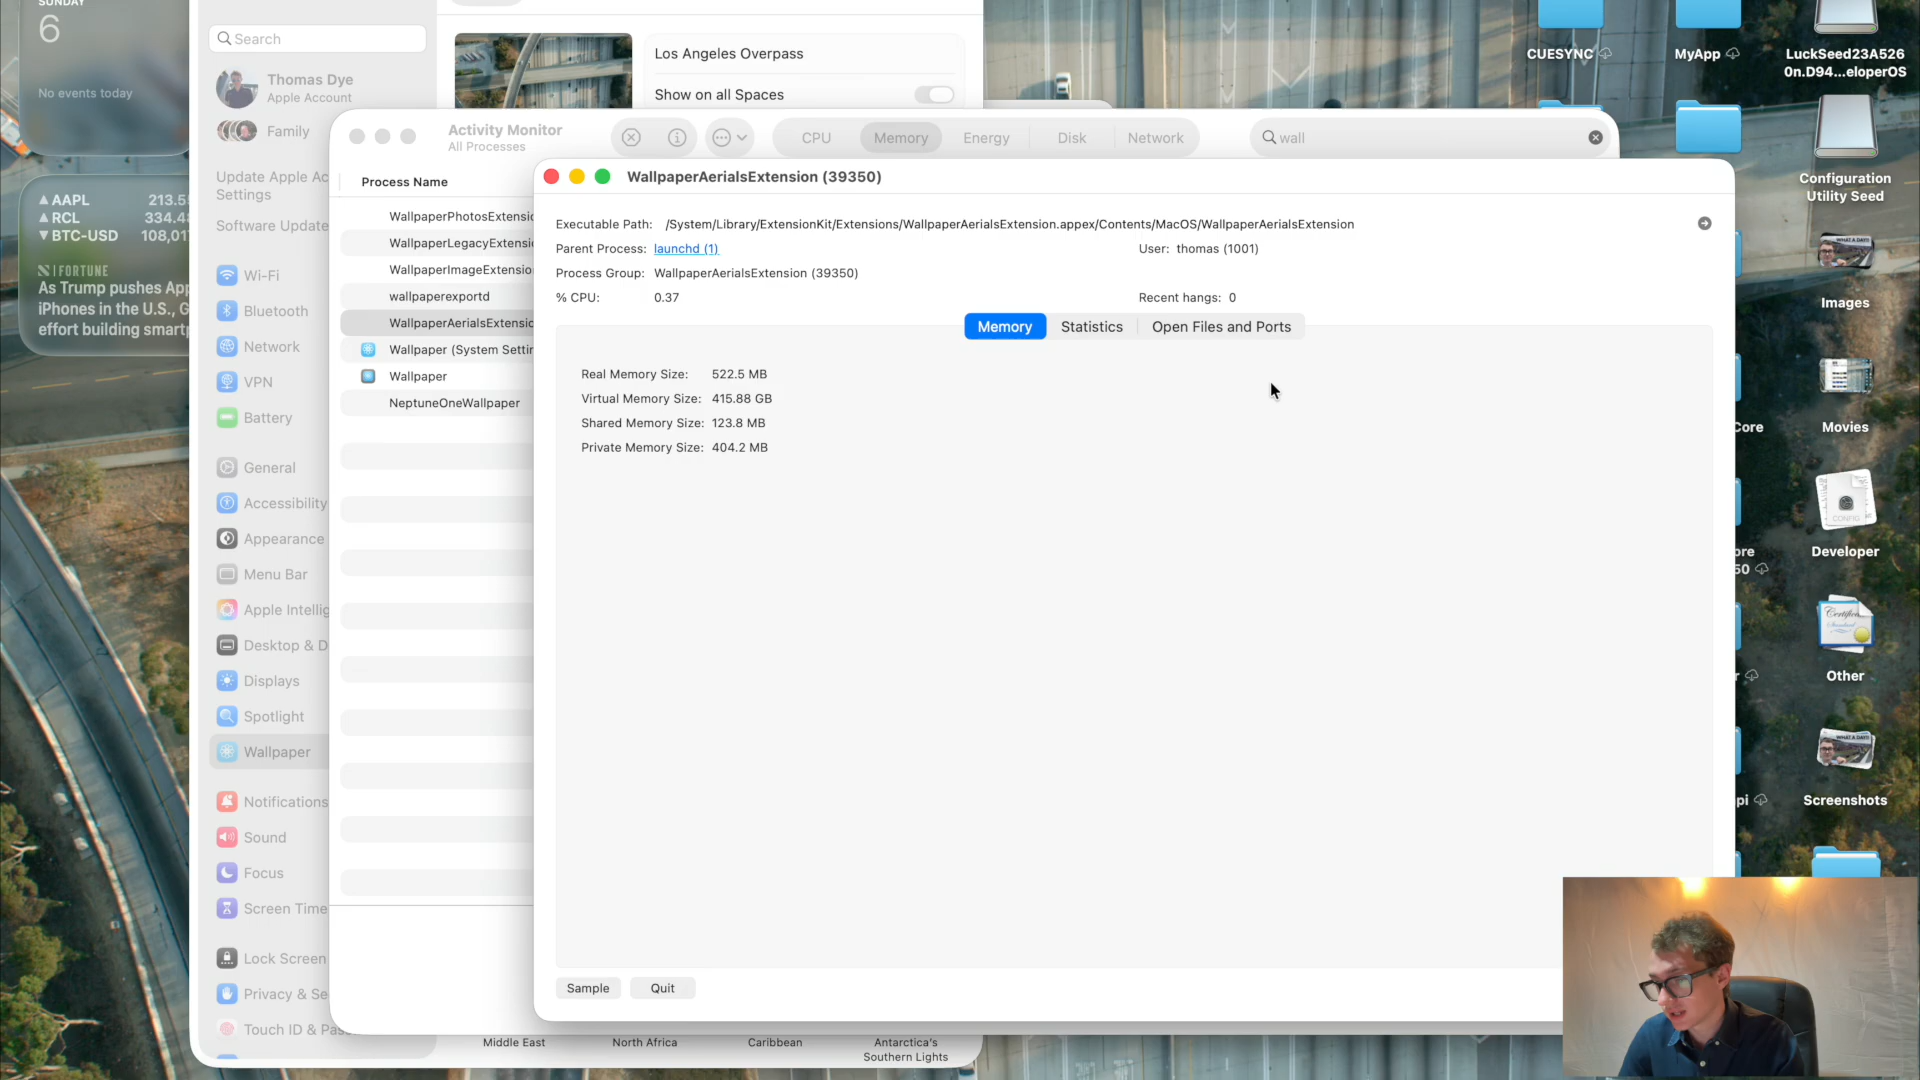 SUNDAY
6
No events today
AAPL 213.5
RCL 334.4
BTC-USD 108,01
FORTUNE
As Trump pushes App
iPhones in the U.S., G
effort building smart
Search
Thomas Dye
Apple Account
Family
Update Apple Ac
Settings
Software Update
Wi-Fi
Bluetooth
Network
VPN
Battery
General
Accessibility
Appearance
Menu Bar
Apple Intellig
Desktop & D
Displays
Spotlight
Wallpaper
Notifications
Sound
Focus
Screen Time
Lock Screen
Privacy & Se
Touch ID & Pas
Los Angeles Overpass
Show on all Spaces
Middle East
North Africa
Caribbean
Antarctica's
Southern Lights
Activity Monitor
All Processes
CPU
Memory
Energy
Disk
Network
wall
Process Name
WallpaperPhotosExtensio
WallpaperLegacyExtensi
WallpaperImageExtensio
wallpaperexportd
WallpaperAerialsExtensio
Wallpaper (System Settin
Wallpaper
NeptuneOneWallpaper
WallpaperAerialsExtension (39350)
Executable Path: /System/Library/ExtensionKit/Extensions/WallpaperAerialsExtension.appex/Contents/MacOS/WallpaperAerialsExtension
Parent Process: launchd (1)
User: thomas (1001)
Process Group: WallpaperAerialsExtension (39350)
% CPU: 0.37
Recent hangs: 0
Memory
Statistics
Open Files and Ports
Real Memory Size: 522.5 MB
Virtual Memory Size: 415.88 GB
Shared Memory Size: 123.8 MB
Private Memory Size: 404.2 MB
Sample
Quit
CUESYNC
MyApp
LuckSeed23A526
0n.D94...eloperOS
Configuration
Utility Seed
Images
Core
Movies
CONFIG
ore
50
Developer
Other
pi
Screenshots